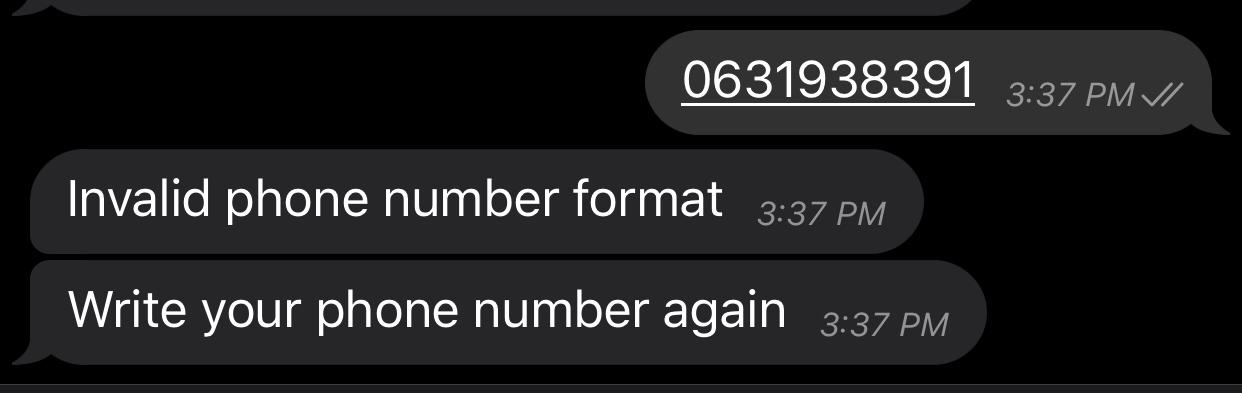 0631938391 3:37 PM
Invalid phone number format 3:37 PM
Write your phone number again 3:37 PM